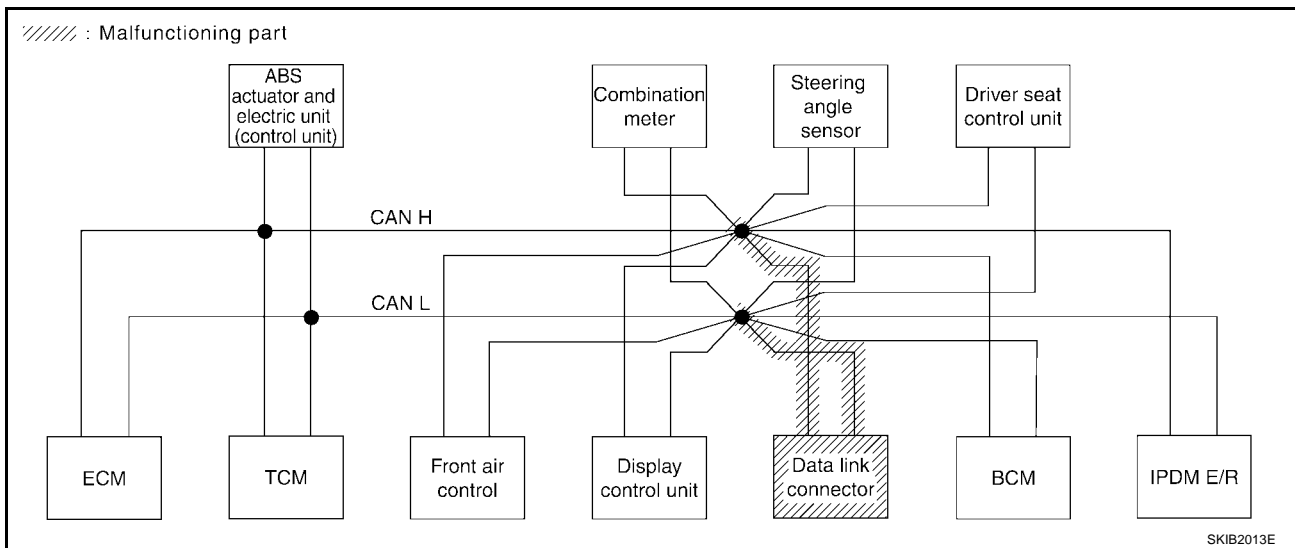 : Malfunctioning part
ABS
actuator and
electric unit
(control unit)
Combination
meter
Steering
angle
sensor
Driver seat
control unit
CAN H
CAN L
ECM
TCM
Front air
control
Display
control unit
Data link
connector
BCM
IPDM E/R
SKIB2013E